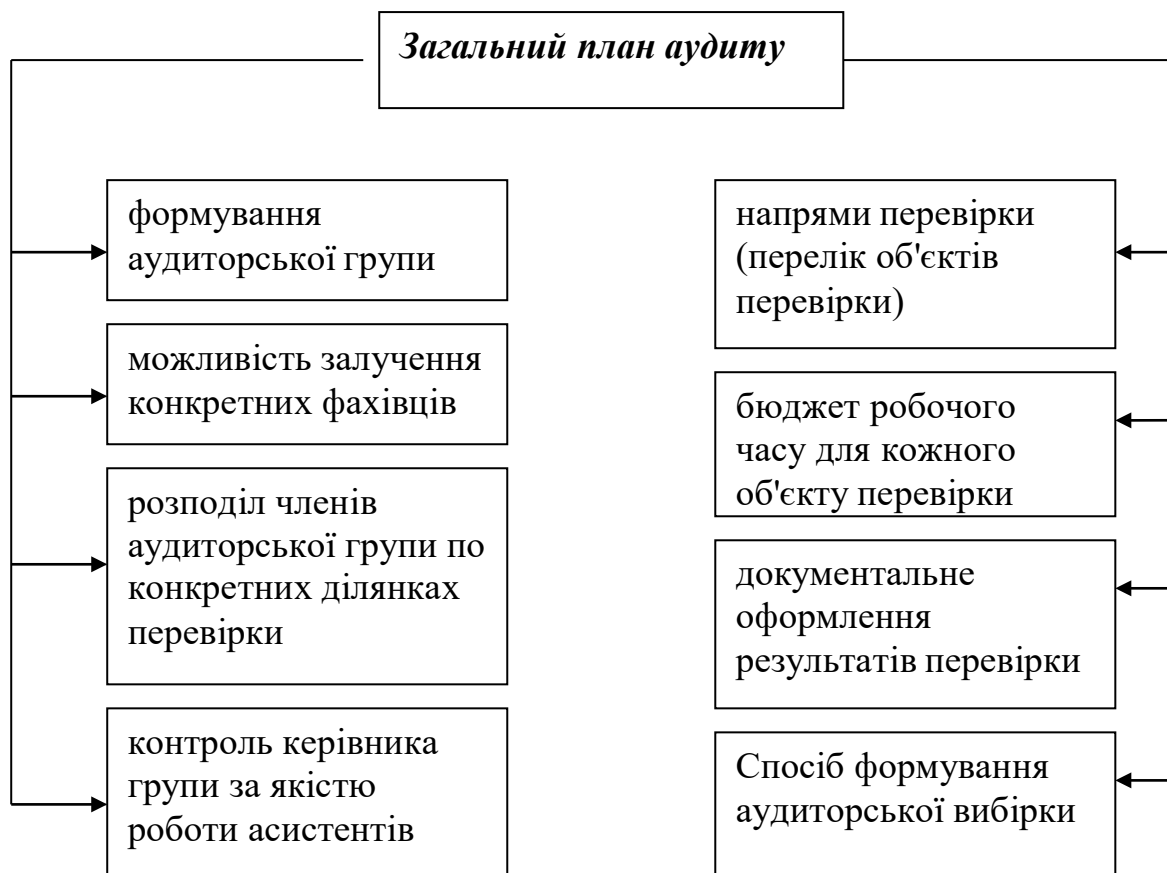 Загальний план аудиту
формування
аудиторської групи
можливість залучення
конкретних фахівців
розподіл членів
аудиторської групи по
конкретних ділянках
перевірки
контроль керівника
групи за якістю
роботи асистентів
напрями перевірки
(перелік об'єктів
перевірки)
бюджет робочого
часу для кожного
об'єкту перевірки
документальне
оформлення
результатів перевірки
Спосіб формування
аудиторської вибірки